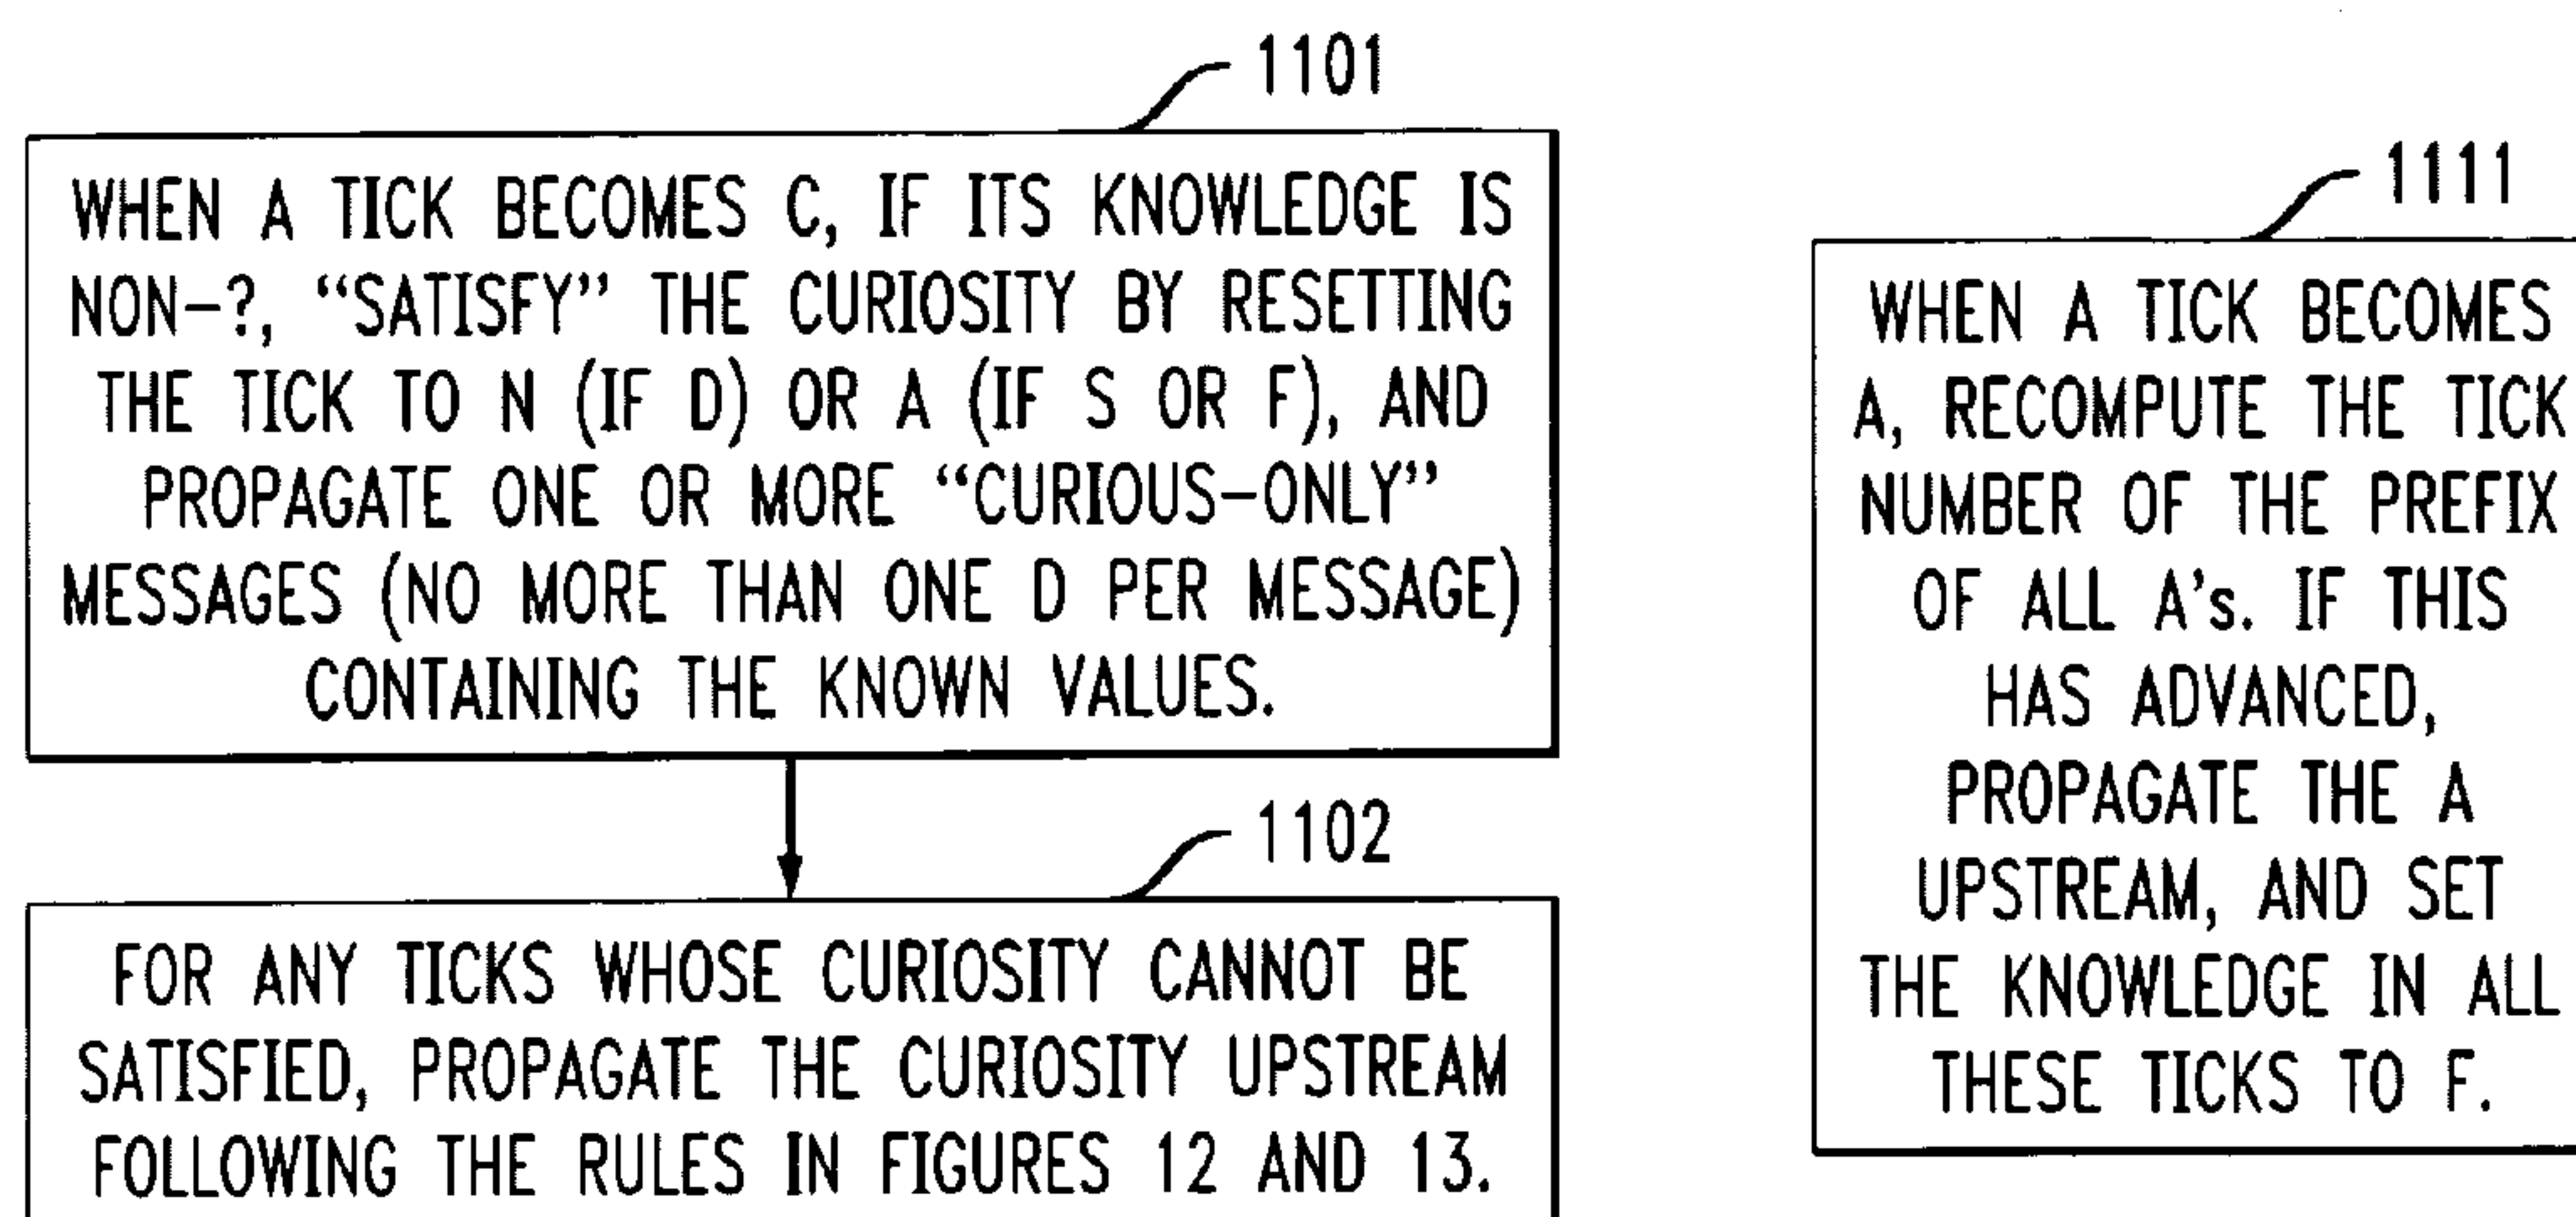 1101
WHEN A TICK BECOMES C, IF ITS KNOWLEDGE IS
NON-?, “SATISFY” THE CURIOSITY BY RESETTING
THE TICK TO N (IF D) OR A (IF S OR F), AND
PROPAGATE ONE OR MORE “CURIOUS-ONLY”
MESSAGES (NO MORE THAN ONE D PER MESSAGE)
CONTAINING THE KNOWN VALUES.
1102
FOR ANY TICKS WHOSE CURIOSITY CANNOT BE
SATISFIED, PROPAGATE THE CURIOSITY UPSTREAM
FOLLOWING THE RULES IN FIGURES 12 AND 13.
1111
WHEN A TICK BECOMES
A, RECOMPUTE THE TICK
NUMBER OF THE PREFIX
OF ALL A's. IF THIS
HAS ADVANCED,
PROPAGATE THE A
UPSTREAM, AND SET
THE KNOWLEDGE IN ALL
THESE TICKS TO F.